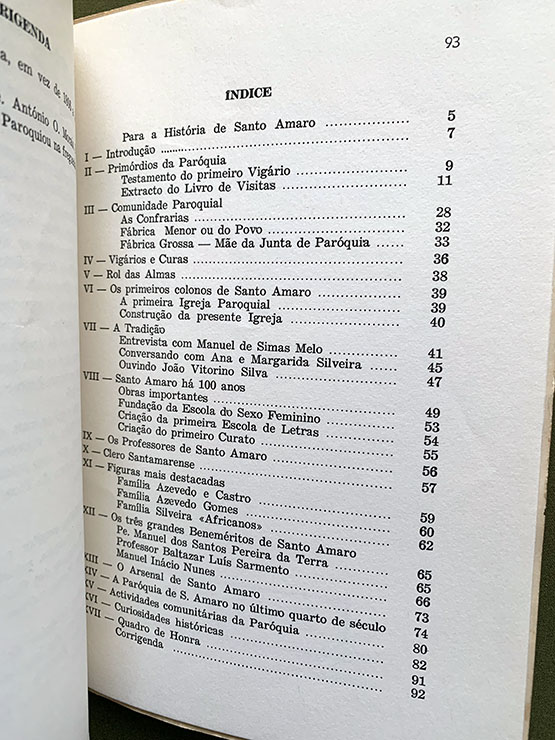 RIGENDA
a, em vez de
António O.
Paroquiou na
93
ÍNDICE
Para a História de Santo Amaro .................... 5
I — Introdução .................... 7
II — Primórdios da Paróquia
Testamento do primeiro Vigário .................... 9
Extracto do Livro de Visitas .................... 11
III — Comunidade Paroquial
As Confrarias .................... 28
Fábrica Menor ou do Povo .................... 32
Fábrica Grossa — Mãe da Junta de Paróquia ...... 33
IV — Vigários e Curas .................... 36
V — Rol das Almas .................... 38
VI — Os primeiros colonos de Santo Amaro .................... 39
A primeira Igreja Paroquial .................... 39
Construção da presente Igreja .................... 40
VII — A Tradição
Entrevista com Manuel de Simas Melo .................... 41
Conversando com Ana e Margarida Silveira ...... 45
Ouvindo João Vitorino Silva .................... 47
VIII — Santo Amaro há 100 anos
Obras importantes .................... 49
Fundação da Escola do Sexo Feminino .................... 53
Criação da primeira Escola de Letras .................... 54
Criação do primeiro Curato .................... 55
IX — Os Professores de Santo Amaro .................... 56
X — Clero Santamarense .................... 57
XI — Figuras mais destacadas
Família Azevedo e Castro .................... 59
Família Azevedo Gomes .................... 60
Família Silveira «Africanos» .................... 62
XII — Os três grandes Beneméritos de Santo Amaro
Pe. Manuel dos Santos Pereira da Terra .................... 65
Professor Baltazar Luís Sarmento .................... 65
Manuel Inácio Nunes .................... 66
XIII — O Arsenal de Santo Amaro .................... 73
XIV — A Paróquia de S. Amaro no último quarto de século 74
XV — Actividades comunitárias da Paróquia .................... 80
XVI — Curiosidades históricas .................... 82
XVII — Quadro de Honra .................... 91
Corrigenda .................... 92